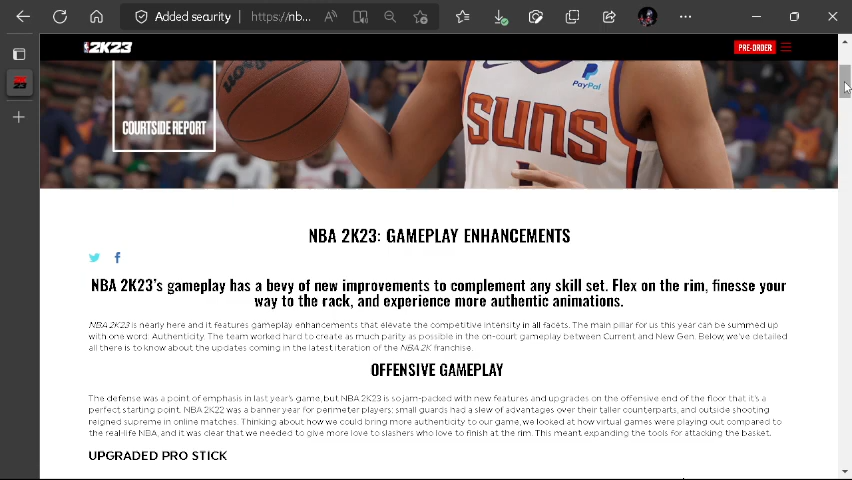 Added security https://nb...
2K23
PRE-ORDER
COURTSIDE REPORT
PayPal
SUNS
NBA 2K23: GAMEPLAY ENHANCEMENTS
NBA 2K23's gameplay has a bevy of new improvements to complement any skill set. Flex on the rim, finesse your
way to the rack, and experience more authentic animations.
NBA 2K23 is nearly here and it features gameplay enhancements that elevate the competitive intensity in all facets. The main pillar for us this year can be summed up
with one word: Authenticity. The team worked hard to create as much parity as possible in the on-court gameplay between Current and New Gen. Below, we've detailed
all there is to know about the updates coming in the latest iteration of the NBA 2K franchise.
OFFENSIVE GAMEPLAY
The defense was a point of emphasis in last year's game, but NBA 2K23 is so jam-packed with new features and upgrades on the offensive end of the floor that it's a
perfect starting point. NBA 2K22 was a banner year for perimeter players; small guards had a slew of advantages over their taller counterparts, and outside shooting
reigned supreme in online matches. Thinking about how we could bring more authenticity to our game, we looked at how virtual games were playing out compared to
the real-life NBA, and it was clear that we needed to give more love to slashers who love to finish at the rim. This meant expanding the tools for attacking the basket.
UPGRADED PRO STICK